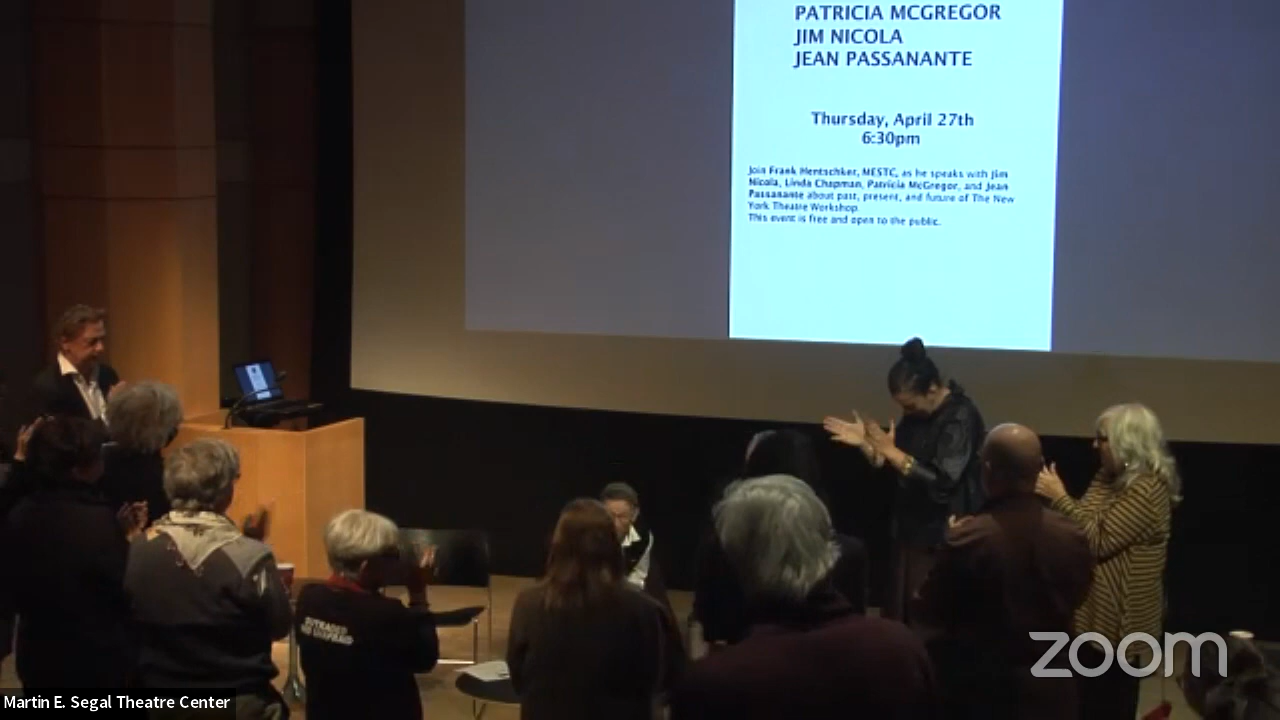 PATRICIA MCGREGOR
JIM NICOLA
JEAN PASSANANTE
Thursday, April 27th
6:30pm
Join Frank Hentschker, MESTC, as he speaks with Jim
Nicola, Linda Chapman, Patricia McGregor, and Jean
Passanante about past, present, and future of The New
York Theatre Workshop.
This event is free and open to the public.
zoom
Martin E. Segal Theatre Center